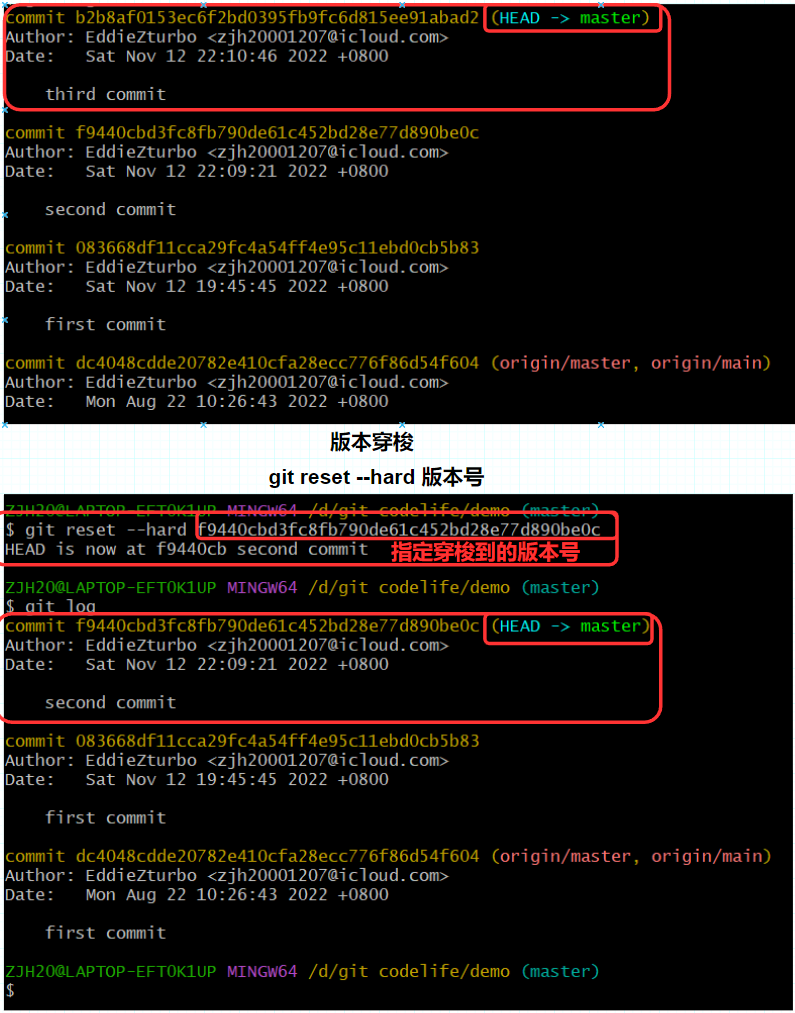 commit b2b8af0153ec6f2bd0395fb9fc6d815ee91abad2 (HEAD -> master)
Author: EddieZturbo <zjh20001207@icloud.com>
Date:   Sat Nov 12 22:10:46 2022 +0800
third commit
commit f9440cbd3fc8fb790de61c452bd28e77d890be0c
Author: EddieZturbo <zjh20001207@icloud.com>
Date:   Sat Nov 12 22:09:21 2022 +0800
second commit
commit 083668df11cca29fc4a54ff4e95c11ebd0cb5b83
Author: EddieZturbo <zjh20001207@icloud.com>
Date:   Sat Nov 12 19:45:45 2022 +0800
first commit
commit dc4048cdde20782e410cfa28ecc776f86d54f604 (origin/master, origin/main)
Author: EddieZturbo <zjh20001207@icloud.com>
Date:   Mon Aug 22 10:26:43 2022 +0800
版本穿梭
git reset --hard 版本号
ZJH20@LAPTOP-EFT0K1UP MINGW64 /d/git codelife/demo (master)
$ git reset --hard f9440cbd3fc8fb790de61c452bd28e77d890be0c
HEAD is now at f9440cb second commit 指定穿梭到的版本号
ZJH20@LAPTOP-EFT0K1UP MINGW64 /d/git codelife/demo (master)
$ git log
commit f9440cbd3fc8fb790de61c452bd28e77d890be0c (HEAD -> master)
Author: EddieZturbo <zjh20001207@icloud.com>
Date:   Sat Nov 12 22:09:21 2022 +0800
second commit
commit 083668df11cca29fc4a54ff4e95c11ebd0cb5b83
Author: EddieZturbo <zjh20001207@icloud.com>
Date:   Sat Nov 12 19:45:45 2022 +0800
first commit
commit dc4048cdde20782e410cfa28ecc776f86d54f604 (origin/master, origin/main)
Author: EddieZturbo <zjh20001207@icloud.com>
Date:   Mon Aug 22 10:26:43 2022 +0800
first commit
ZJH20@LAPTOP-EFT0K1UP MINGW64 /d/git codelife/demo (master)
$